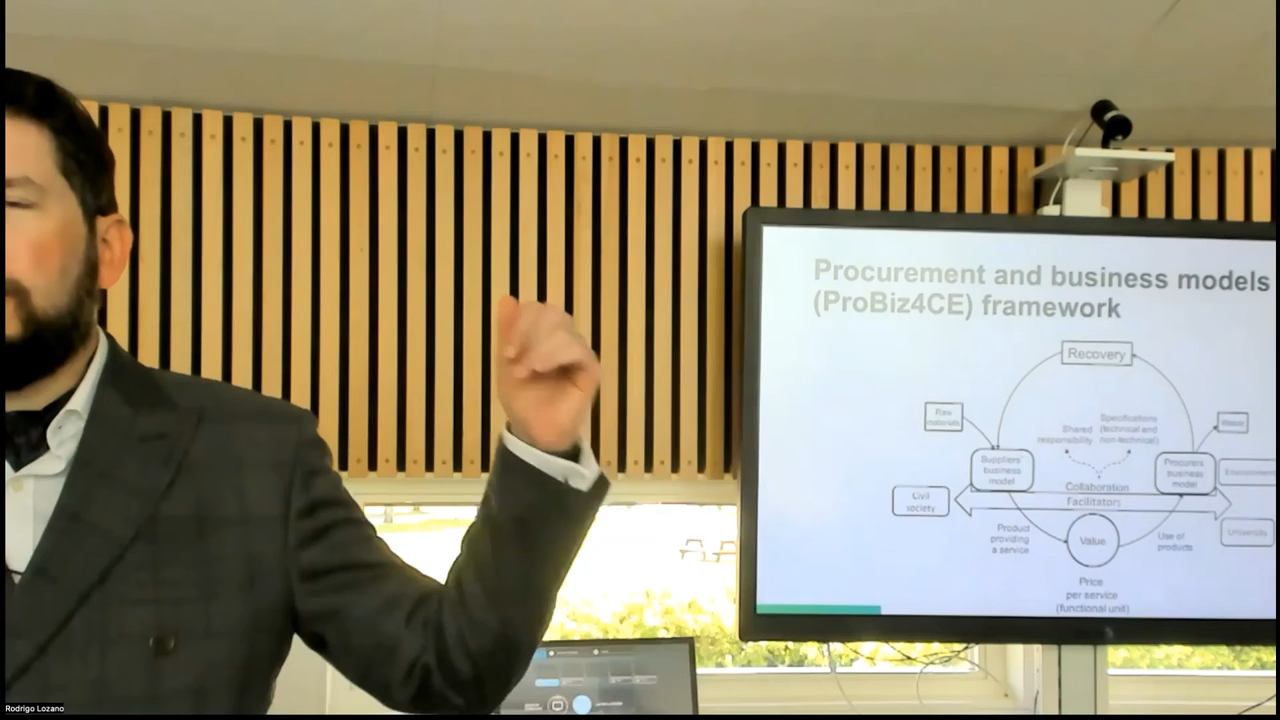 Procurement and business models
(ProBiz4CE) framework
Recovery
Raw
materials
Specifications
(technical and
non-technical)
Shared
responsibility
Waste
Suppliers'
business
model
Procurers
business
model
Collaboration
Facilitators
Civil
society
University
Product
providing
a service
Value
Use of
products
Price
per service
(functional unit)
Rodrigo Lozano